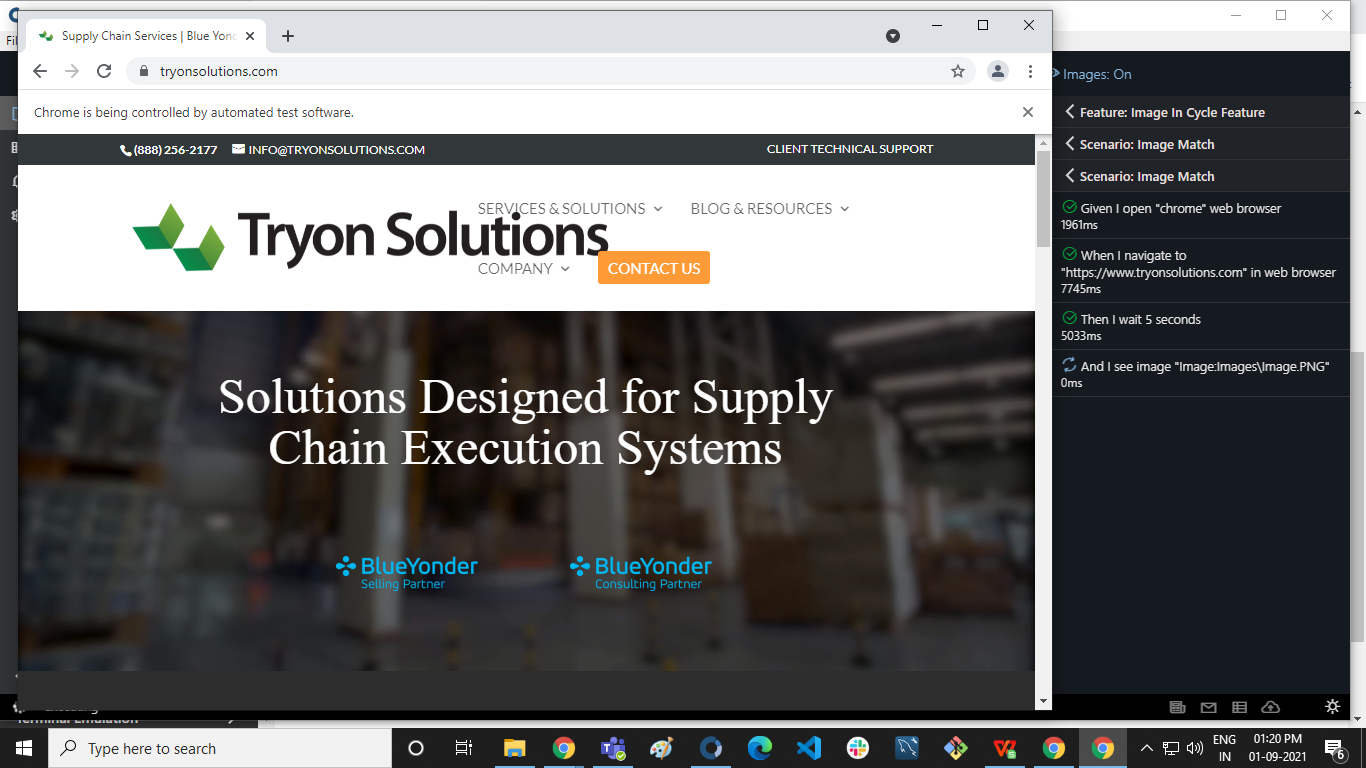 Supply Chain Services | Blue Yond
tryonsolutions.com
Chrome is being controlled by automated test software.
(888) 256-2177
INFO@TRYONSOLUTIONS.COM
CLIENT TECHNICAL SUPPORT
Tryon Solutions
SERVICES & SOLUTIONS
BLOG & RESOURCES
COMPANY
CONTACT US
Solutions Designed for Supply
Chain Execution Systems
BlueYonder
Selling Partner
BlueYonder
Consulting Partner
Images: On
Feature: Image In Cycle Feature
Scenario: Image Match
Scenario: Image Match
Given I open "chrome" web browser
1961ms
When I navigate to
"https://www.tryonsolutions.com" in web browser
7745ms
Then I wait 5 seconds
5033ms
And I see image "Image:Images\Image.PNG"
0ms
Executing
Terminal Emulation
Type here to search
ENG
IN
01:20 PM
01-09-2021
6